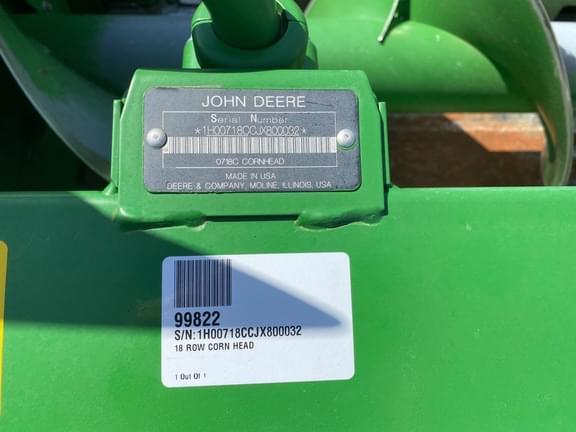 JOHN DEERE
Serial Number
*1H00718CCJX800032*
0718C CORNHEAD
MADE IN USA
DEERE & COMPANY, MOLINE, ILLINOIS, USA
99822
S/N:1H00718CCJX800032
18 ROW CORN HEAD
1 Out Of 1